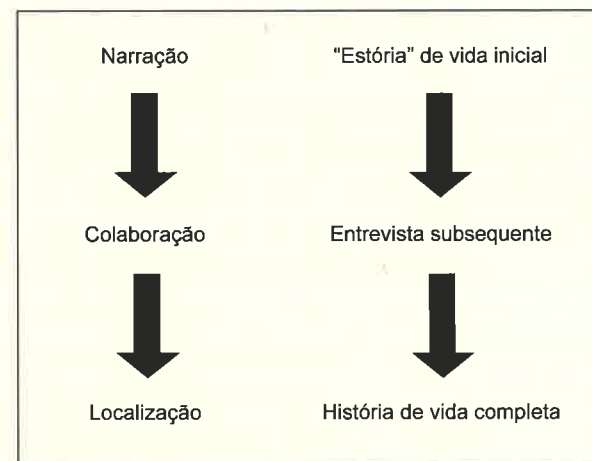 Narração
"Estória" de vida inicial
Colaboração
Entrevista subsequente
Localização
História de vida completa